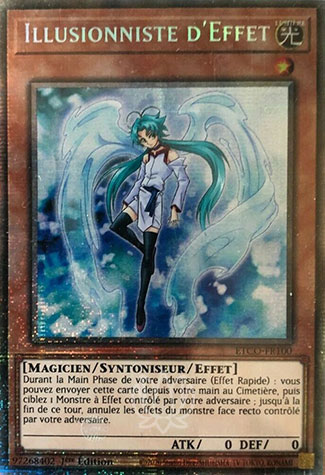 ILLUSIONNISTE D'EFFET
光
ETCO-FR100
[MAGICIEN/SYNTONISEUR/EFFET]
Durant la Main Phase de votre adversaire (Effet Rapide) : vous
pouvez envoyer cette carte depuis votre main au Cimetière, puis
ciblez 1 Monstre à Effet contrôlé par votre adversaire ; jusqu'à la
fin de ce tour, annulez les effets du monstre face recto contrôlé
par votre adversaire.
ATK/ 0 DEF/ 0
97268402 1st Edition